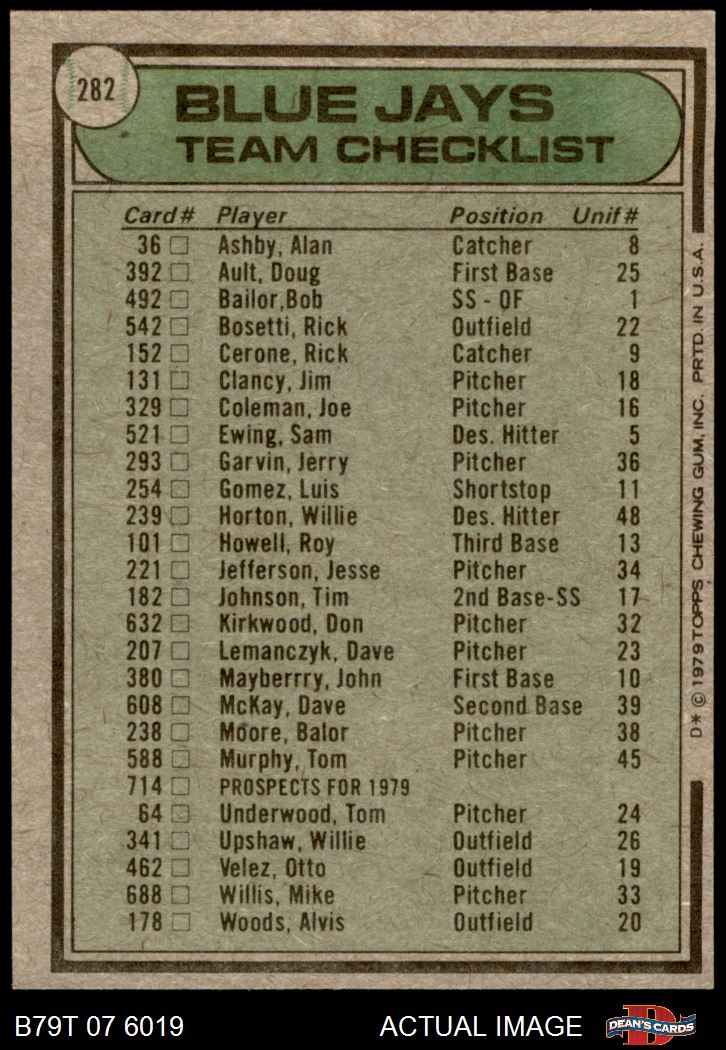 282
BLUE JAYS
TEAM CHECKLIST
Card# Player Position Unif#
36 Ashby, Alan Catcher 8
392 Ault, Doug First Base 25
492 Bailor,Bob SS - OF 1
542 Bosetti, Rick Outfield 22
152 Cerone, Rick Catcher 9
131 Clancy, Jim Pitcher 18
329 Coleman, Joe Pitcher 16
521 Ewing, Sam Des. Hitter 5
293 Garvin, Jerry Pitcher 36
254 Gomez, Luis Shortstop 11
239 Horton, Willie Des. Hitter 48
101 Howell, Roy Third Base 13
221 Jefferson, Jesse Pitcher 34
182 Johnson, Tim 2nd Base-SS 17
632 Kirkwood, Don Pitcher 32
207 Lemanczyk, Dave Pitcher 23
380 Mayberrry, John First Base 10
608 McKay, Dave Second Base 39
238 Moore, Balor Pitcher 38
588 Murphy, Tom Pitcher 45
714 PROSPECTS FOR 1979
64 Underwood, Tom Pitcher 24
341 Upshaw, Willie Outfield 26
462 Velez, Otto Outfield 19
688 Willis, Mike Pitcher 33
178 Woods, Alvis Outfield 20
D* © 1979 TOPPS CHEWING GUM, INC. PRTD. IN U.S.A.
B79T 07 6019 ACTUAL IMAGE
D
DEAN'S CARDS